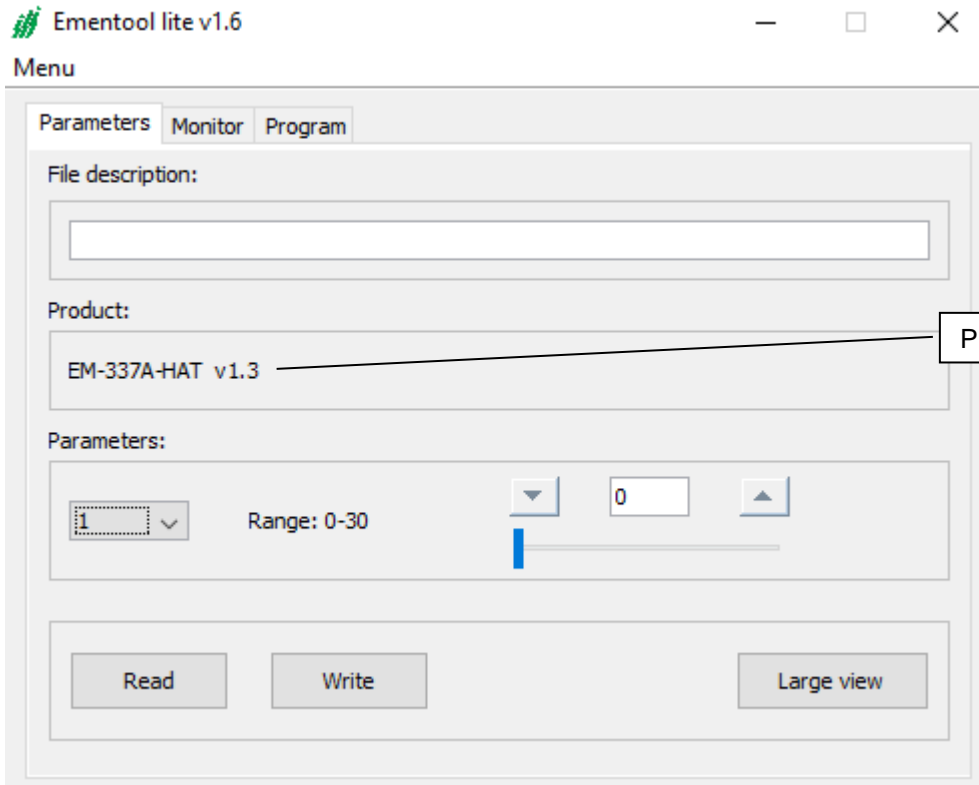 Ementool lite v1.6
Menu
Parameters Monitor Program
File description:
Product:
EM-337A-HAT v1.3
P
Parameters:
1 Range: 0-30 0
Read Write Large view